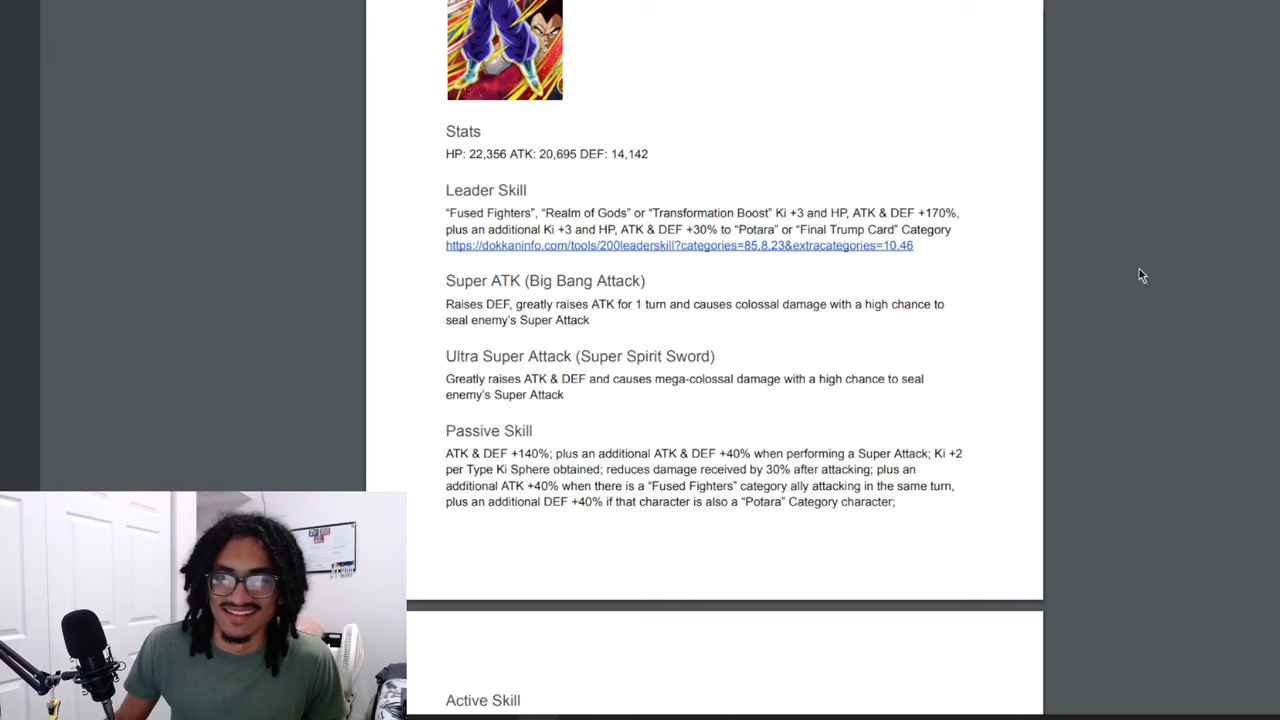 Stats
HP: 22,356 ATK: 20,695 DEF: 14,142
Leader Skill
“Fused Fighters”, “Realm of Gods” or “Transformation Boost” Ki +3 and HP, ATK & DEF +170%,
plus an additional Ki +3 and HP, ATK & DEF +30% to “Potara” or “Final Trump Card” Category
https://dokkaninfo.com/tools/200leaderskill?categories=85,8,23&extracategories=10,46
Super ATK (Big Bang Attack)
Raises DEF, greatly raises ATK for 1 turn and causes colossal damage with a high chance to
seal enemy’s Super Attack
Ultra Super Attack (Super Spirit Sword)
Greatly raises ATK & DEF and causes mega-colossal damage with a high chance to seal
enemy’s Super Attack
Passive Skill
ATK & DEF +140%; plus an additional ATK & DEF +40% when performing a Super Attack; Ki +2
per Type Ki Sphere obtained; reduces damage received by 30% after attacking; plus an
additional ATK +40% when there is a “Fused Fighters” category ally attacking in the same turn,
plus an additional DEF +40% if that character is also a “Potara” Category character;
Active Skill